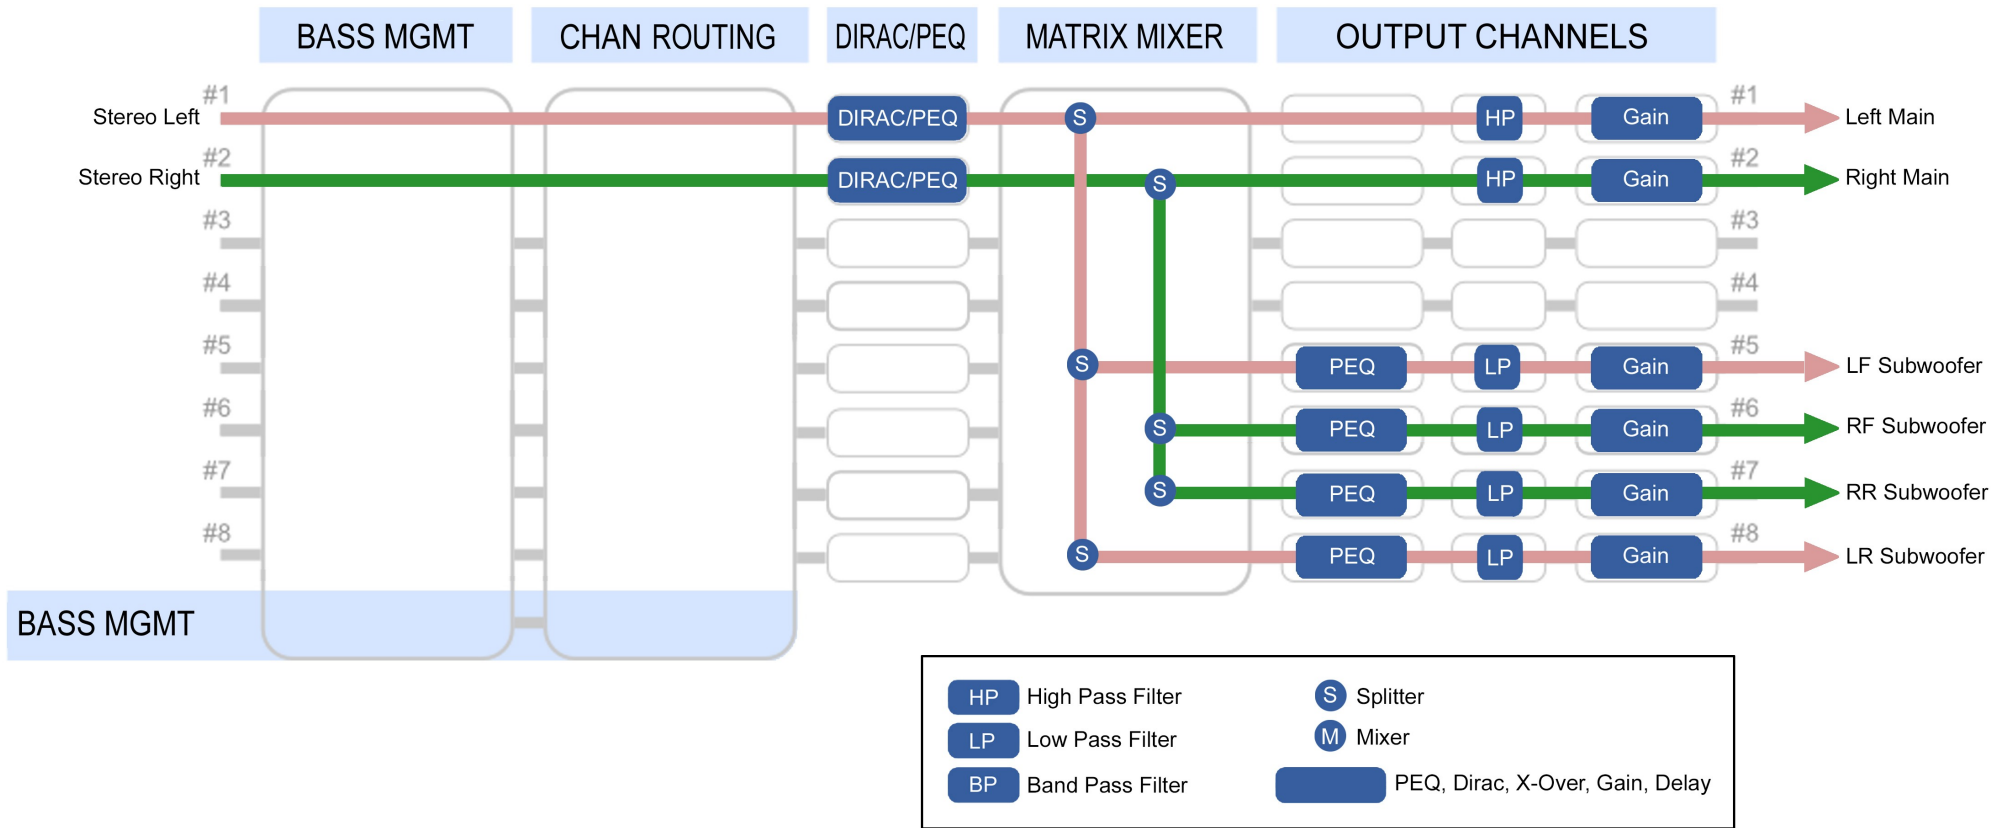 BASS MGMT CHAN ROUTING DIRAC/PEQ MATRIX MIXER OUTPUT CHANNELS
#1 #1
Stereo Left DIRAC/PEQ S HP Gain Left Main
#2 #2
Stereo Right DIRAC/PEQ S HP Gain Right Main
#3 #3
#4 #4
#5 #5
S PEQ LP Gain LF Subwoofer
#6 #6
S PEQ LP Gain RF Subwoofer
#7 #7
S PEQ LP Gain RR Subwoofer
#8 #8
S PEQ LP Gain LR Subwoofer
BASS MGMT
HP High Pass Filter S Splitter
LP Low Pass Filter M Mixer
BP Band Pass Filter PEQ, Dirac, X-Over, Gain, Delay